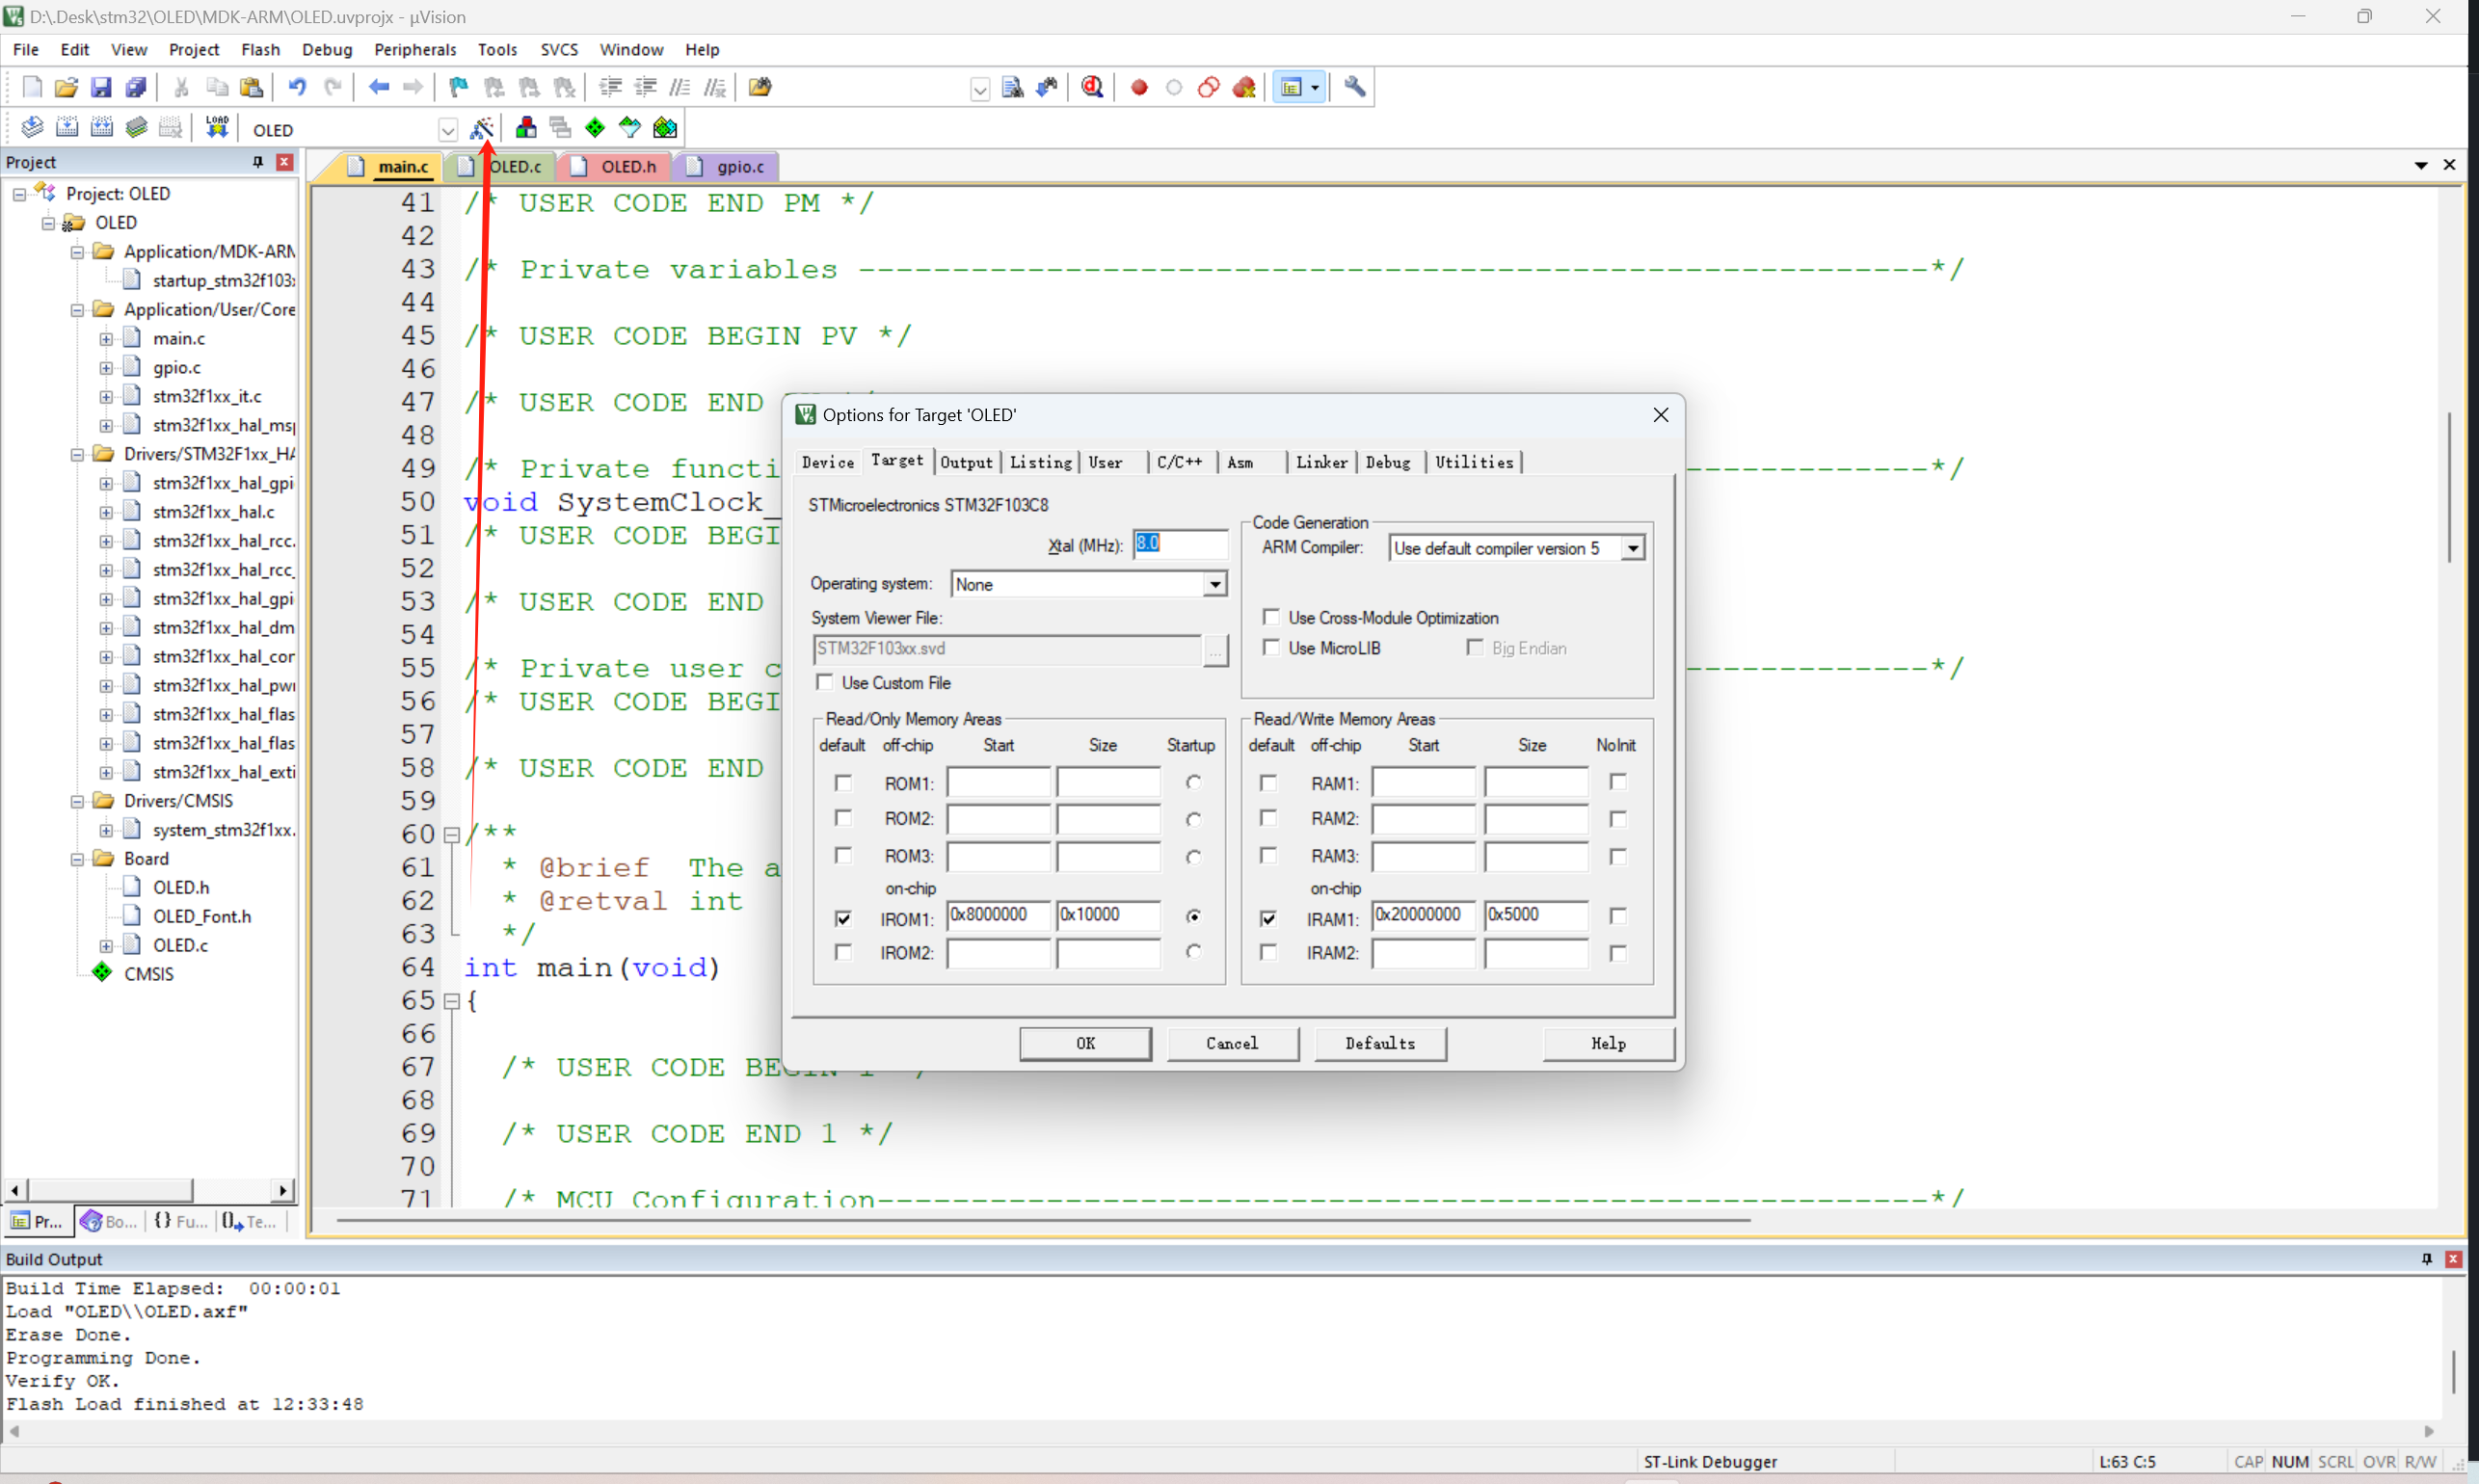 D:\.Desk\stm32\OLED\MDK-ARM\OLED.uvprojx - µVision
File Edit View Project Flash Debug Peripherals Tools SVCS Window Help
LOAD OLED
Project
main.c OLED.c OLED.h gpio.c
Project: OLED
OLED
Application/MDK-ARM
startup_stm32f103x
Application/User/Core
main.c
gpio.c
stm32f1xx_it.c
stm32f1xx_hal_msp
Drivers/STM32F1xx_HA
stm32f1xx_hal_gpi
stm32f1xx_hal.c
stm32f1xx_hal_rcc.
stm32f1xx_hal_rcc_
stm32f1xx_hal_gpi
stm32f1xx_hal_dm
stm32f1xx_hal_cor
stm32f1xx_hal_pwr
stm32f1xx_hal_flas
stm32f1xx_hal_flas
stm32f1xx_hal_exti
Drivers/CMSIS
system_stm32f1xx.
Board
OLED.h
OLED_Font.h
OLED.c
CMSIS
Pr... Bo... {} Fu... Te...
41 /* USER CODE END PM */
42
43 /* Private variables ---------------------------------------------------------*/
44
45 /* USER CODE BEGIN PV */
46
47 /* USER CODE END
48
49 /* Private functi -------------*/
50 void SystemClock_
51 /* USER CODE BEGI
52
53 /* USER CODE END
54
55 /* Private user c -------------*/
56 /* USER CODE BEGI
57
58 /* USER CODE END
59
60 /**
61 * @brief The a
62 * @retval int
63 */
64 int main(void)
65 {
66
67 /* USER CODE BEGIN 1 */
68
69 /* USER CODE END 1 */
70
71 /* MCU Configuration--------------------------------------------------------*/
Options for Target 'OLED'
Device Target Output Listing User C/C++ Asm Linker Debug Utilities
STMicroelectronics STM32F103C8
Xtal (MHz): 8.0
Operating system: None
System Viewer File:
STM32F103xx.svd ...
Use Custom File
Code Generation
ARM Compiler: Use default compiler version 5
Use Cross-Module Optimization
Use MicroLIB Big Endian
Read/Only Memory Areas
default off-chip Start Size Startup
ROM1:
ROM2:
ROM3:
on-chip
IROM1: 0x8000000 0x10000
IROM2:
Read/Write Memory Areas
default off-chip Start Size NoInit
RAM1:
RAM2:
RAM3:
on-chip
IRAM1: 0x20000000 0x5000
IRAM2:
OK Cancel Defaults Help
Build Output
Build Time Elapsed: 00:00:01
Load "OLED\\OLED.axf"
Erase Done.
Programming Done.
Verify OK.
Flash Load finished at 12:33:48
ST-Link Debugger L:63 C:5 CAP NUM SCRL OVR R/W